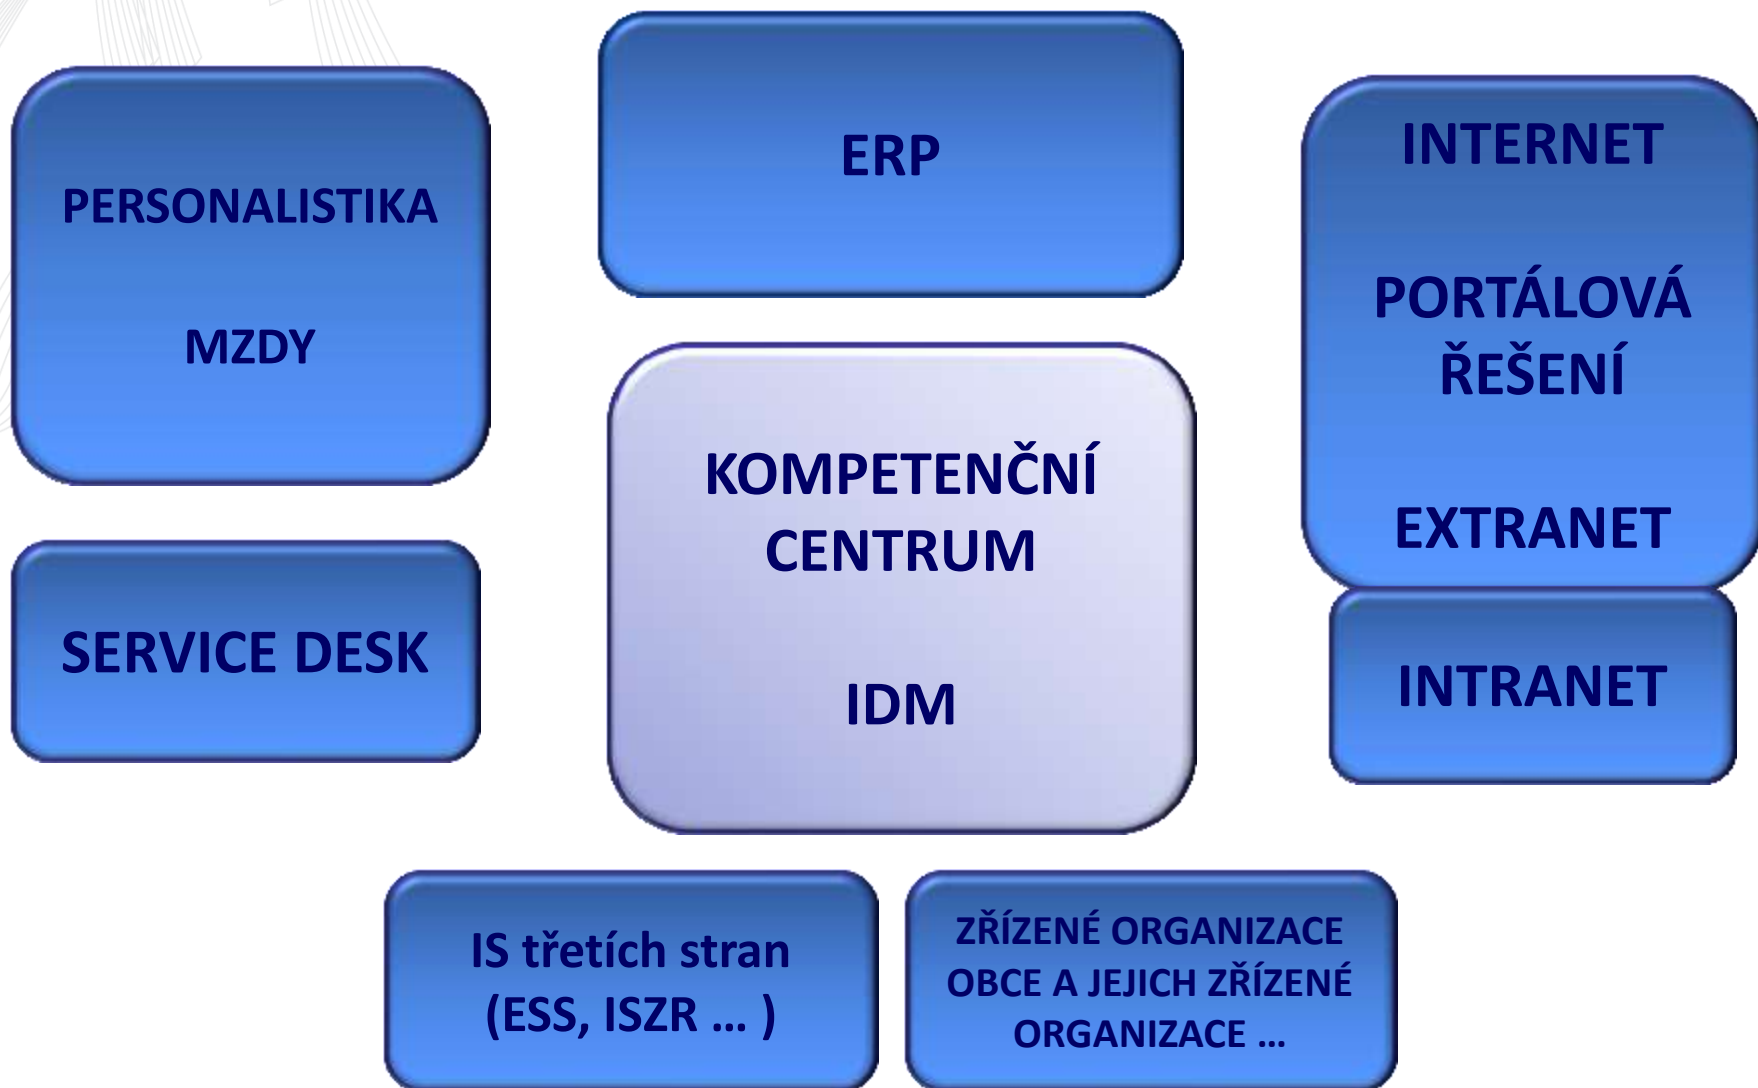 PERSONALISTIKA
MZDY
ERP
INTERNET
PORTÁLOVÁ
ŘEŠENÍ
EXTRANET
KOMPETENČNÍ
CENTRUM
IDM
SERVICE DESK
INTRANET
IS třetích stran
(ESS, ISZR ... )
ZŘÍZENÉ ORGANIZACE
OBCE A JEJICH ZŘÍZENÉ
ORGANIZACE ...